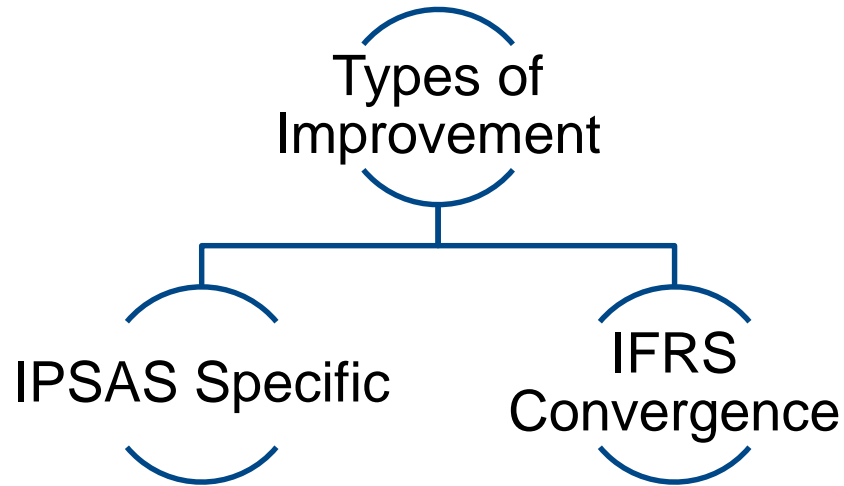 Types of
Improvement
IPSAS Specific
IFRS
Convergence